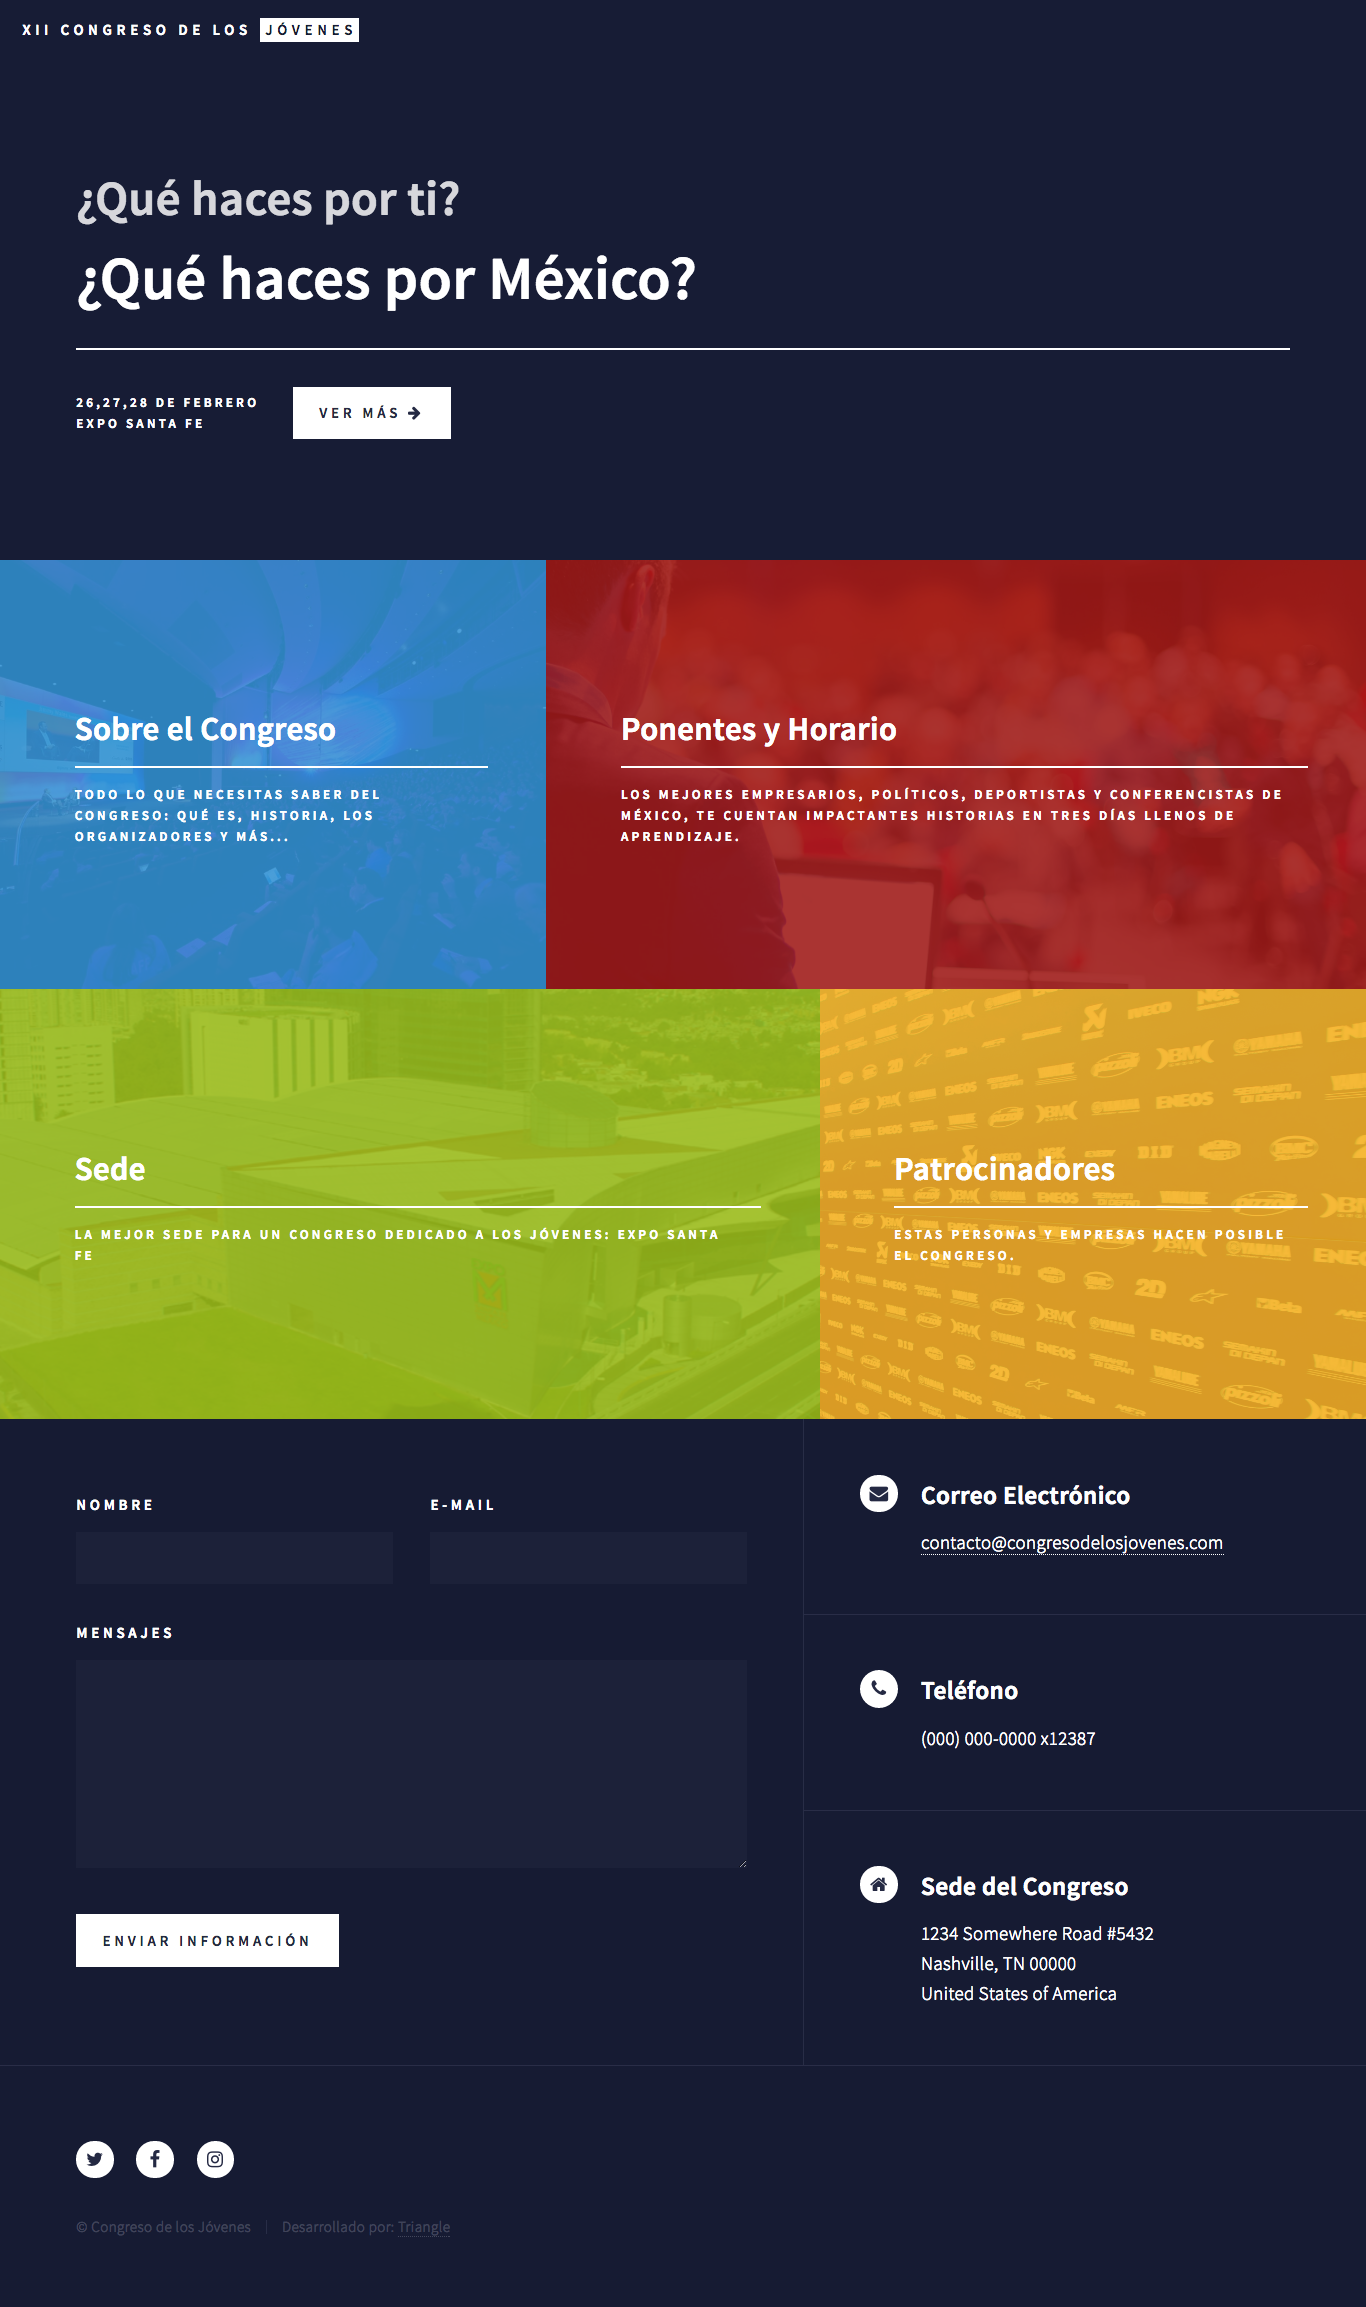 XII CONGRESO DE LOS JÓVENES
¿Qué haces por ti?
¿Qué haces por México?
26,27,28 DE FEBRERO
EXPO SANTA FE
VER MÁS
Sobre el Congreso
TODO LO QUE NECESITAS SABER DEL
CONGRESO: QUÉ ES, HISTORIA, LOS
ORGANIZADORES Y MÁS...
Ponentes y Horario
LOS MEJORES EMPRESARIOS, POLÍTICOS, DEPORTISTAS Y CONFERENCISTAS DE
MÉXICO, TE CUENTAN IMPACTANTES HISTORIAS EN TRES DÍAS LLENOS DE
APRENDIZAJE.
Sede
LA MEJOR SEDE PARA UN CONGRESO DEDICADO A LOS JÓVENES: EXPO SANTA
FE
Patrocinadores
ESTAS PERSONAS Y EMPRESAS HACEN POSIBLE
EL CONGRESO.
NOMBRE
E-MAIL
MENSAJES
ENVIAR INFORMACIÓN
Correo Electrónico
contacto@congresodelosjovenes.com
Teléfono
(000) 000-0000 x12387
Sede del Congreso
1234 Somewhere Road #5432
Nashville, TN 00000
United States of America
© Congreso de los Jóvenes | Desarrollado por: Triangle